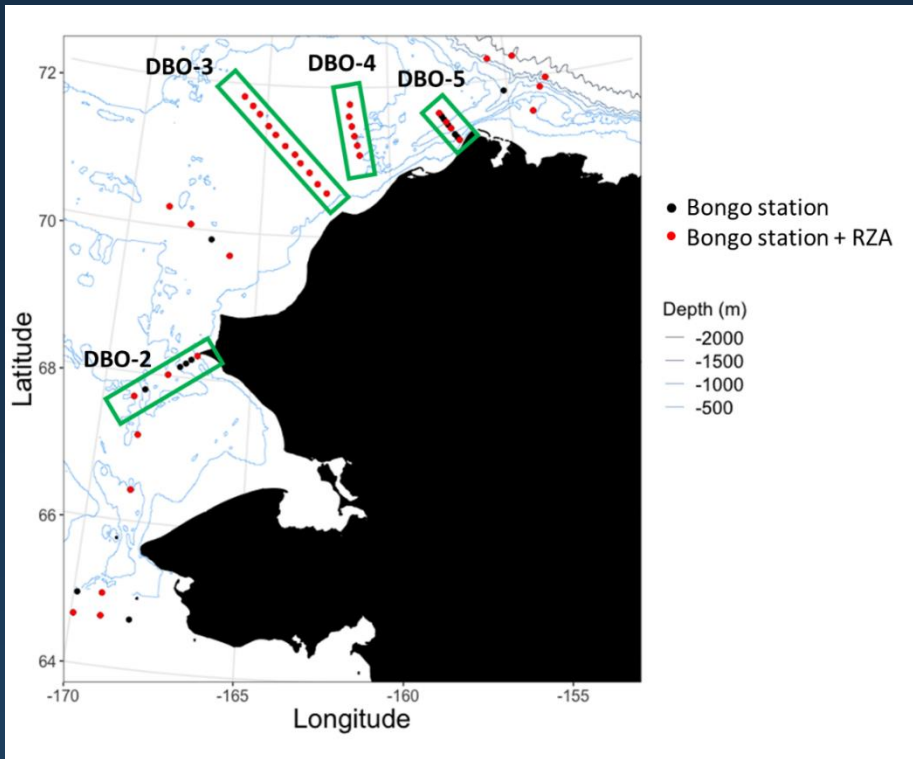 DBO-3
DBO-4
DBO-5
DBO-2
72
70
68
66
64
Latitude
-170
-165
-160
-155
Longitude
Bongo station
Bongo station + RZA
Depth (m)
-2000
-1500
-1000
-500